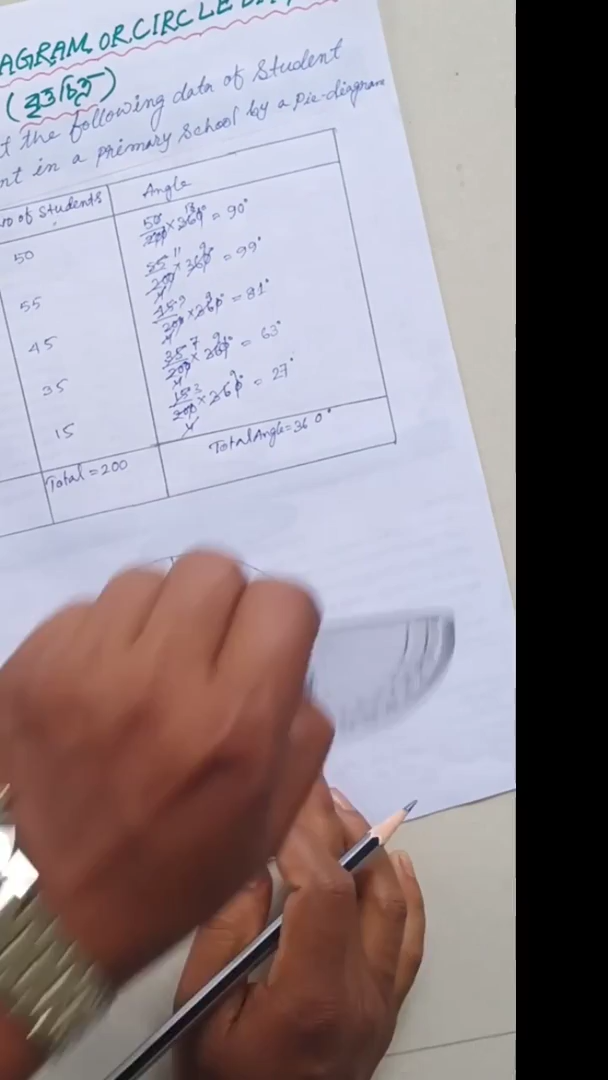 AGRAM OR CIRCLE
(বৃত্তচিত্র)
the following data of Student
nt in a primary School by a pie-diagram
no of Students Angle
50 50/200 × 360° = 90°
55 55/200 × 360° = 99°
45 45/200 × 360° = 81°
35 35/200 × 360° = 63°
15 15/200 × 360° = 27°
Total = 200 Total Angle = 360°